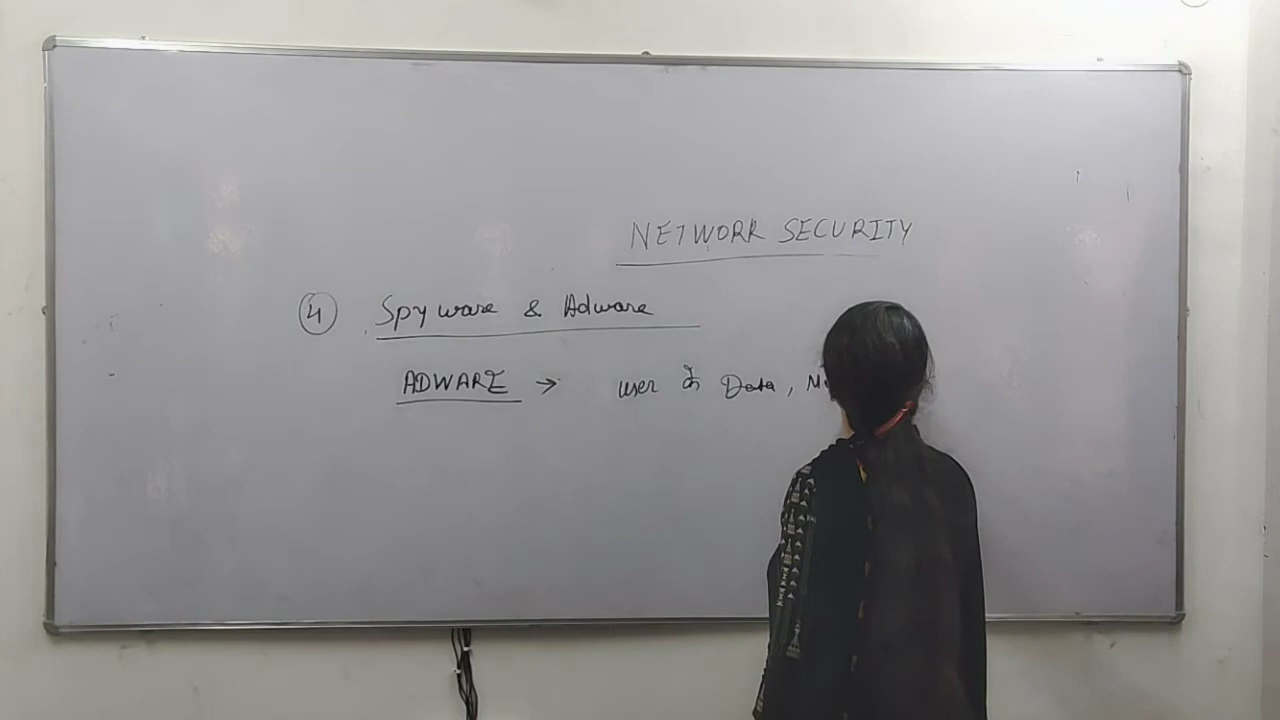 NETWORK SECURITY
4 Spyware & Adware
ADWARE → user के Data,